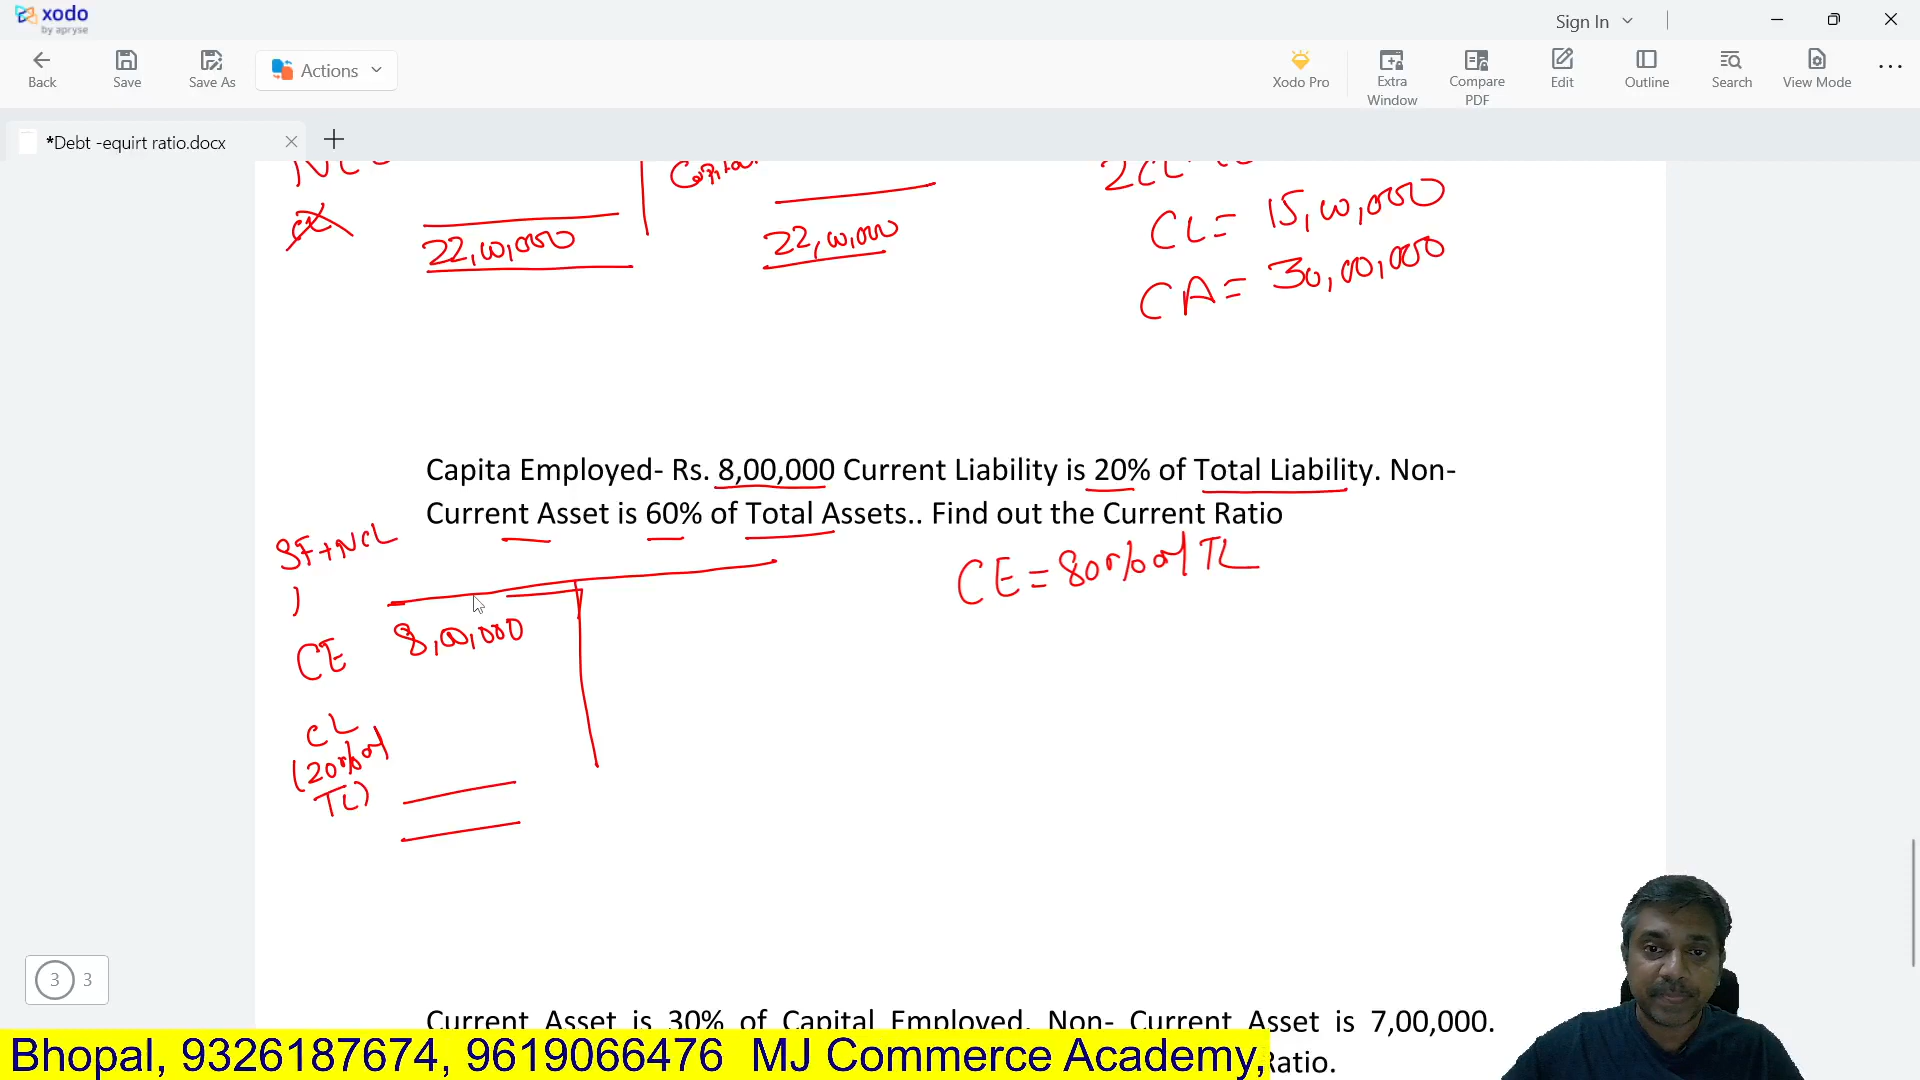 xodo
by apryse
Sign In
Back
Save
Save As
Actions
Xodo Pro
Extra Window
Compare PDF
Edit
Outline
Search
View Mode
*Debt -equirt ratio.docx
22,00,000
22,00,000
CL = 15,00,000
CA = 30,00,000
Capita Employed- Rs. 8,00,000 Current Liability is 20% of Total Liability. Non-
Current Asset is 60% of Total Assets.. Find out the Current Ratio
SF+NCL
CE = 80% of TL
CE 8,00,000
CL
(20% of
TL)
3 3
Current Asset is 30% of Capital Employed. Non- Current Asset is 7,00,000.
Ratio.
Bhopal, 9326187674, 9619066476 MJ Commerce Academy,